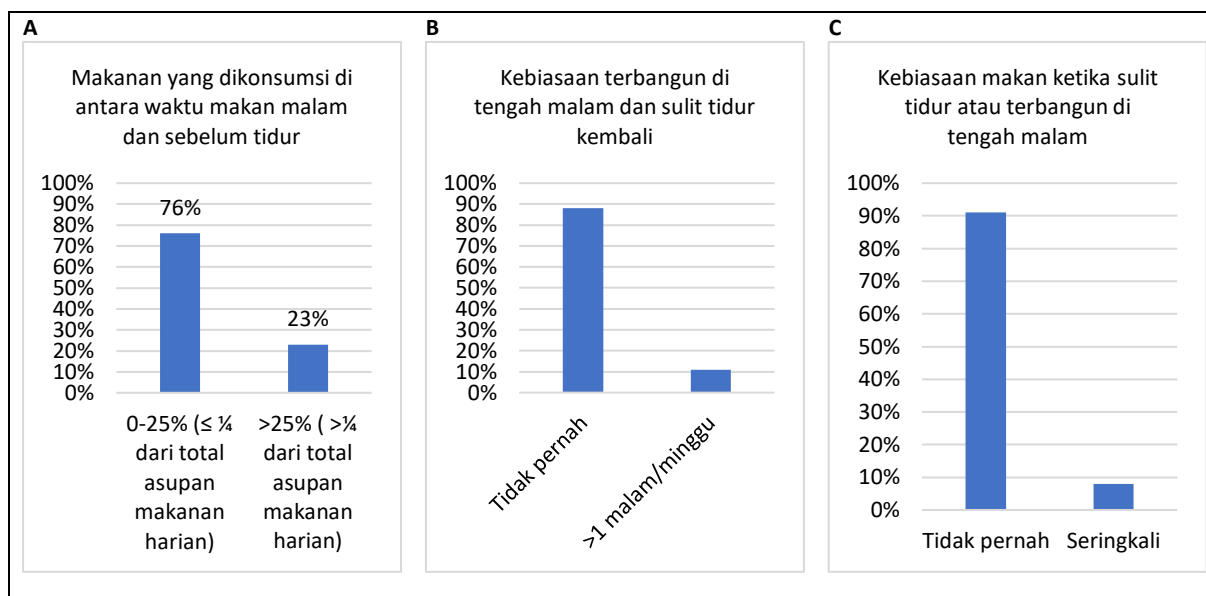 A
Makanan yang dikonsumsi di
antara waktu makan malam
dan sebelum tidur
100%
90%
80%
70%
60%
50%
40%
30%
20%
10%
0%
76%
23%
0-25% (≤ ¼
dari total
asupan
makanan
harian)
>25% ( >¼
dari total
asupan
makanan
harian)
B
Kebiasaan terbangun di
tengah malam dan sulit tidur
kembali
100%
90%
80%
70%
60%
50%
40%
30%
20%
10%
0%
Tidak pernah
>1 malam/minggu
C
Kebiasaan makan ketika sulit
tidur atau terbangun di
tengah malam
100%
90%
80%
70%
60%
50%
40%
30%
20%
10%
0%
Tidak pernah
Seringkali